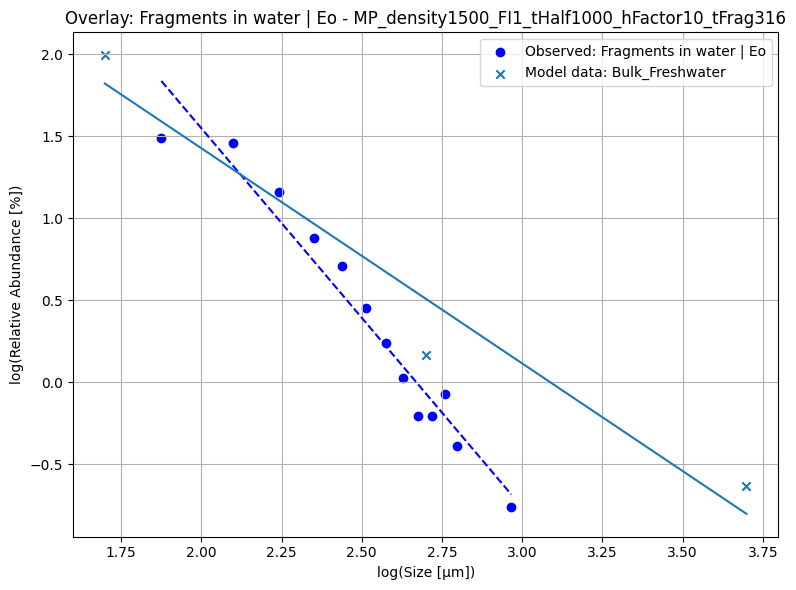 Overlay: Fragments in water | Eo - MP_density1500_FI1_tHalf1000_hFactor10_tFrag316
Observed: Fragments in water | Eo
Model data: Bulk_Freshwater
log(Relative Abundance [%])
2.0
1.5
1.0
0.5
0.0
−0.5
1.75 2.00 2.25 2.50 2.75 3.00 3.25 3.50 3.75
log(Size [μm])